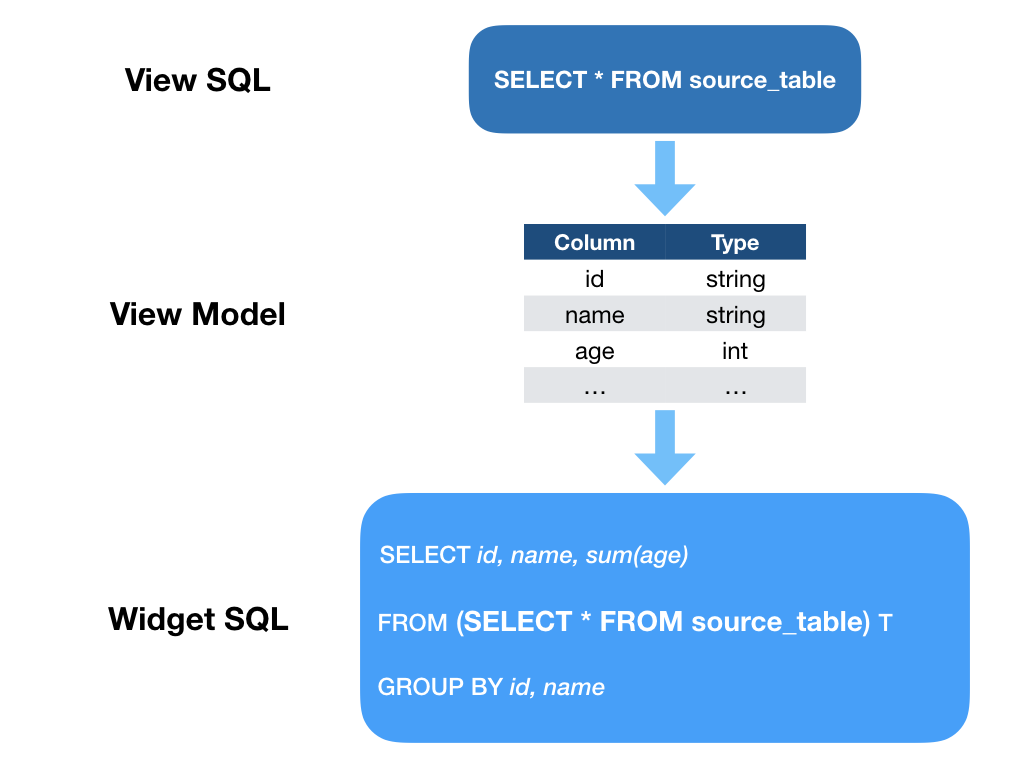 View SQL
SELECT * FROM source_table
Column Type
id string
View Model
name string
age int
… …
SELECT id, name, sum(age)
Widget SQL
FROM (SELECT * FROM source_table) T
GROUP BY id, name